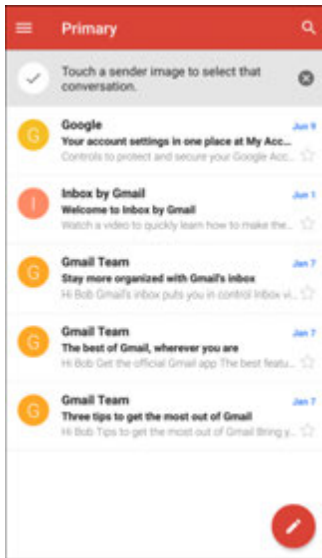 Primary
Touch a sender image to select that
conversation.
G
Google
Jun 9
Your account settings in one place at My Acc...
Controls to protect and secure your Google Acc...
I
Inbox by Gmail
Jun 1
Welcome to Inbox by Gmail
Watch a video to quickly learn how to make the...
G
Gmail Team
Jan 7
Stay more organized with Gmail's inbox
Hi Bob Gmail's inbox puts you in control Inbox vi...
G
Gmail Team
Jan 7
The best of Gmail, wherever you are
Hi Bob Get the official Gmail app The best featu...
G
Gmail Team
Jan 7
Three tips to get the most out of Gmail
Hi Bob Tips to get the most out of Gmail Bring y...